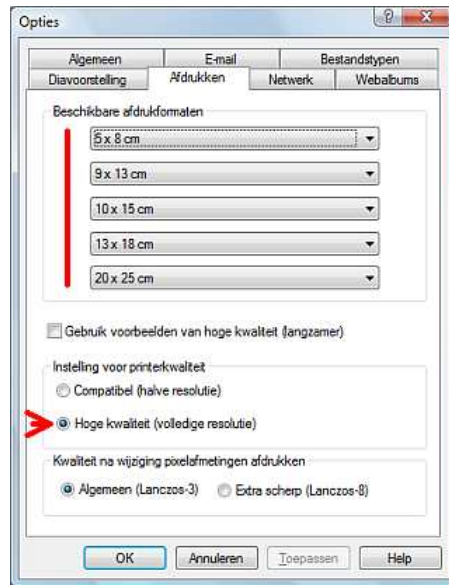 Opties
Algemeen E-mail Bestandstypen
Diavoorstelling Afdrukken Netwerk Webalbums
Beschikbare afdrukformaten
5 x 8 cm
9 x 13 cm
10 x 15 cm
13 x 18 cm
20 x 25 cm
Gebruik voorbeelden van hoge kwaliteit (langzamer)
Instelling voor printerkwaliteit
Compatibel (halve resolutie)
Hoge kwaliteit (volledige resolutie)
Kwaliteit na wijziging pixelafmetingen afdrukken
Algemeen (Lanczos-3) Extra scherp (Lanczos-8)
OK Annuleren Toepassen Help